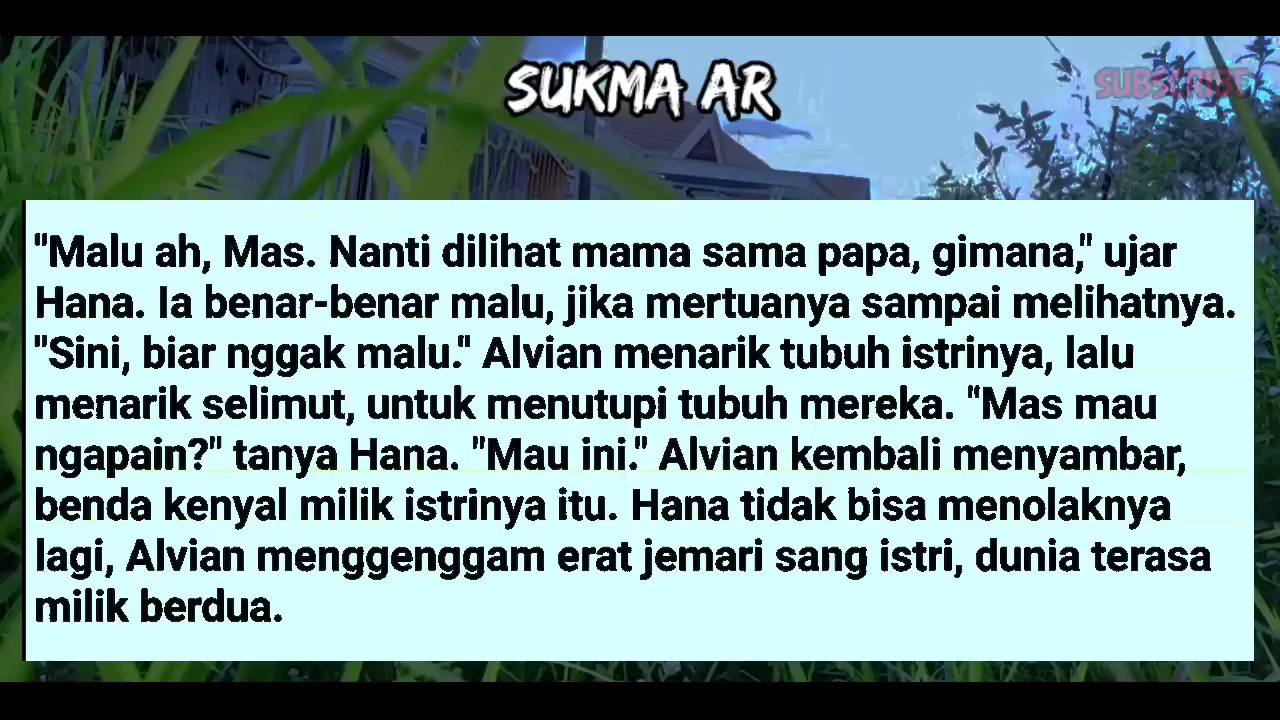 SUKMA AR
SUBSCRIBE
"Malu ah, Mas. Nanti dilihat mama sama papa, gimana," ujar
Hana. Ia benar-benar malu, jika mertuanya sampai melihatnya.
"Sini, biar nggak malu." Alvian menarik tubuh istrinya, lalu
menarik selimut, untuk menutupi tubuh mereka. "Mas mau
ngapain?" tanya Hana. "Mau ini." Alvian kembali menyambar,
benda kenyal milik istrinya itu. Hana tidak bisa menolaknya
lagi, Alvian menggenggam erat jemari sang istri, dunia terasa
milik berdua.